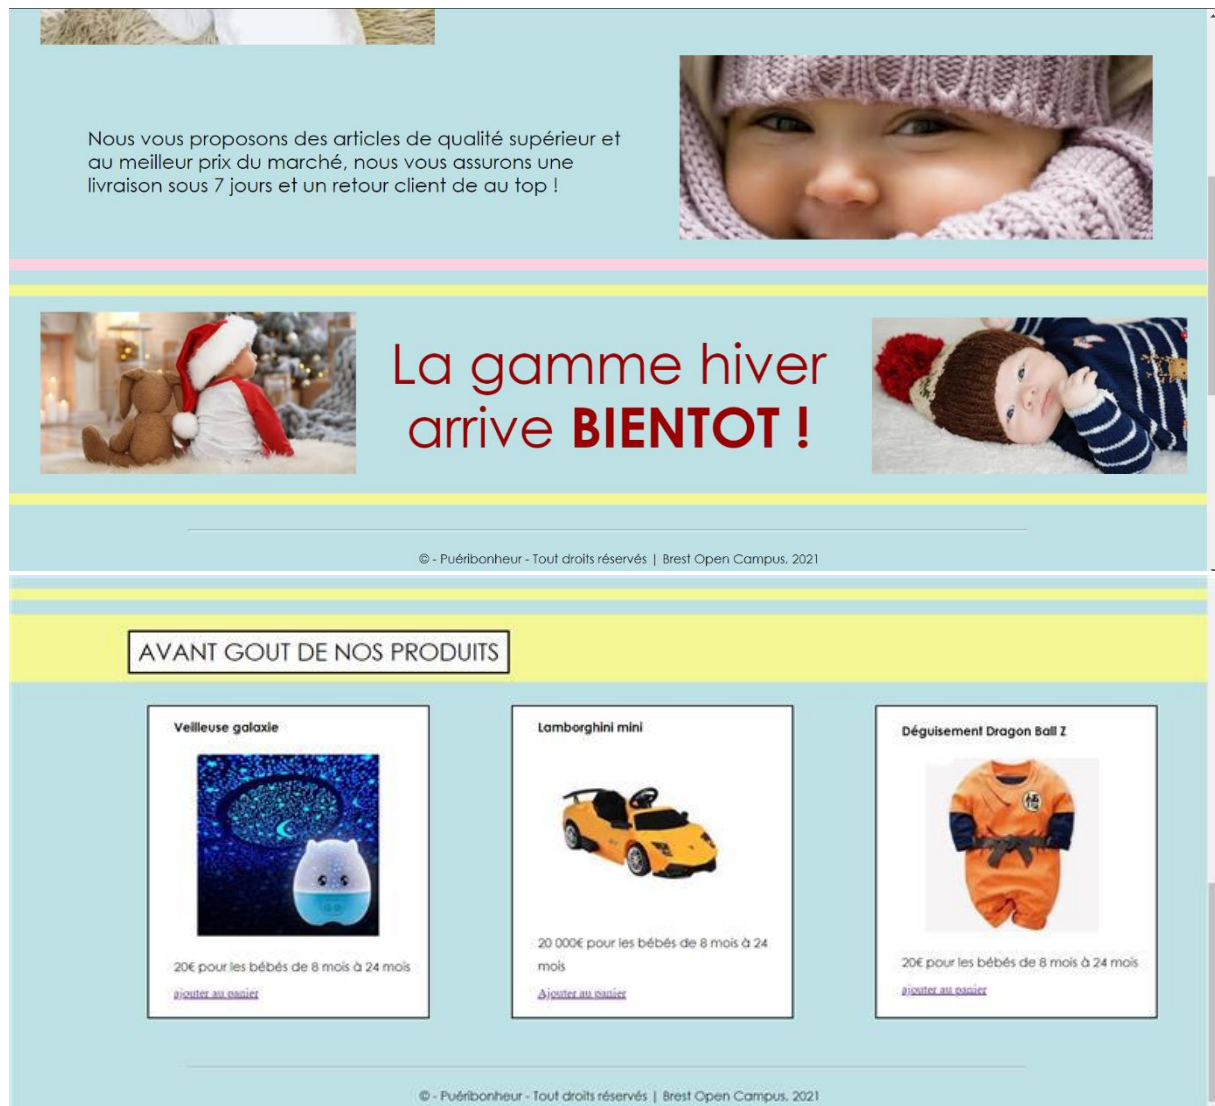 Nous vous proposons des articles de qualité supérieur et
au meilleur prix du marché, nous vous assurons une
livraison sous 7 jours et un retour client de au top !
La gamme hiver
arrive BIENTOT !
© - Puéribonheur - Tout droits réservés | Brest Open Campus, 2021
AVANT GOUT DE NOS PRODUITS
Veilleuse galaxie
20€ pour les bébés de 8 mois à 24 mois
ajouter au panier
Lamborghini mini
20 000€ pour les bébés de 8 mois à 24
mois
Ajouter au panier
Déguisement Dragon Ball Z
悟
20€ pour les bébés de 8 mois à 24 mois
ajouter au panier
© - Puéribonheur - Tout droits réservés | Brest Open Campus, 2021